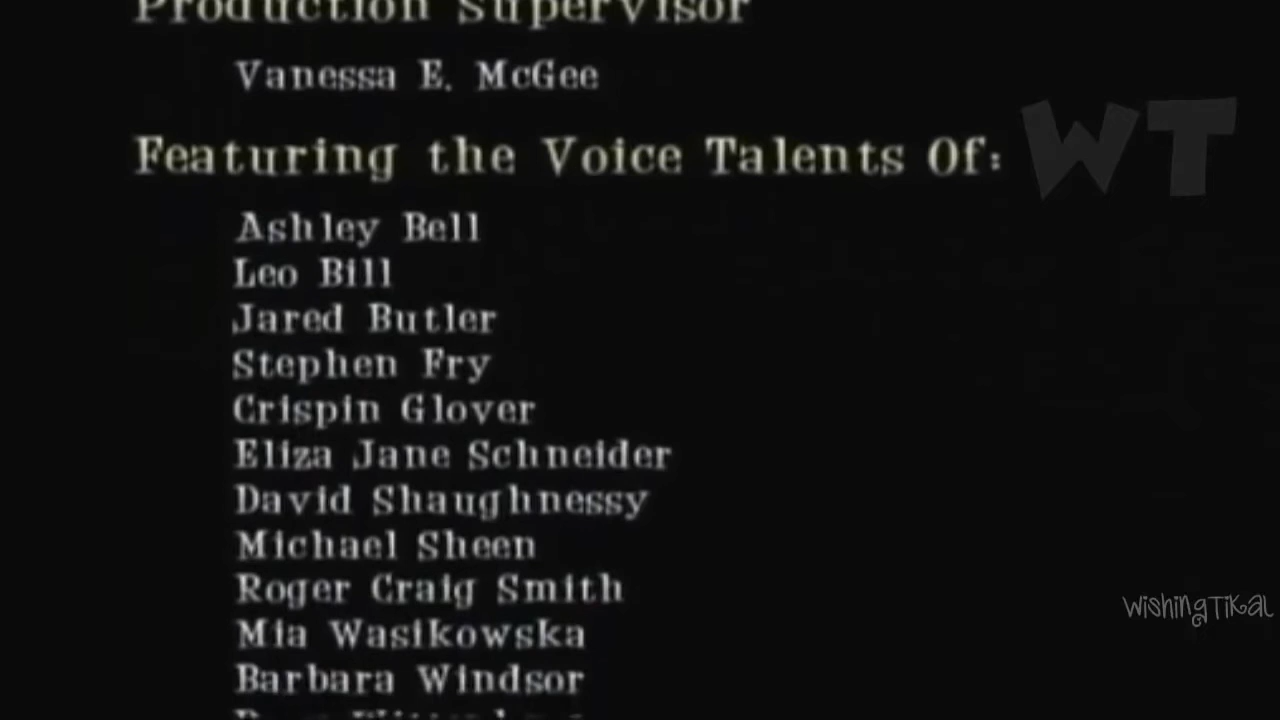 Production Supervisor
Vanessa E. McGee
Featuring the Voice Talents Of:
WT
Ashley Bell
Leo Bill
Jared Butler
Stephen Fry
Crispin Glover
Eliza Jane Schneider
David Shaughnessy
Michael Sheen
Roger Craig Smith
WishingTikal
Mia Wasikowska
Barbara Windsor